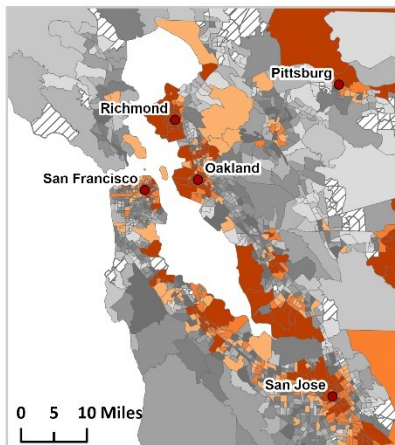 Pittsburg
Richmond
Oakland
San Francisco
San Jose
0 5 10 Miles